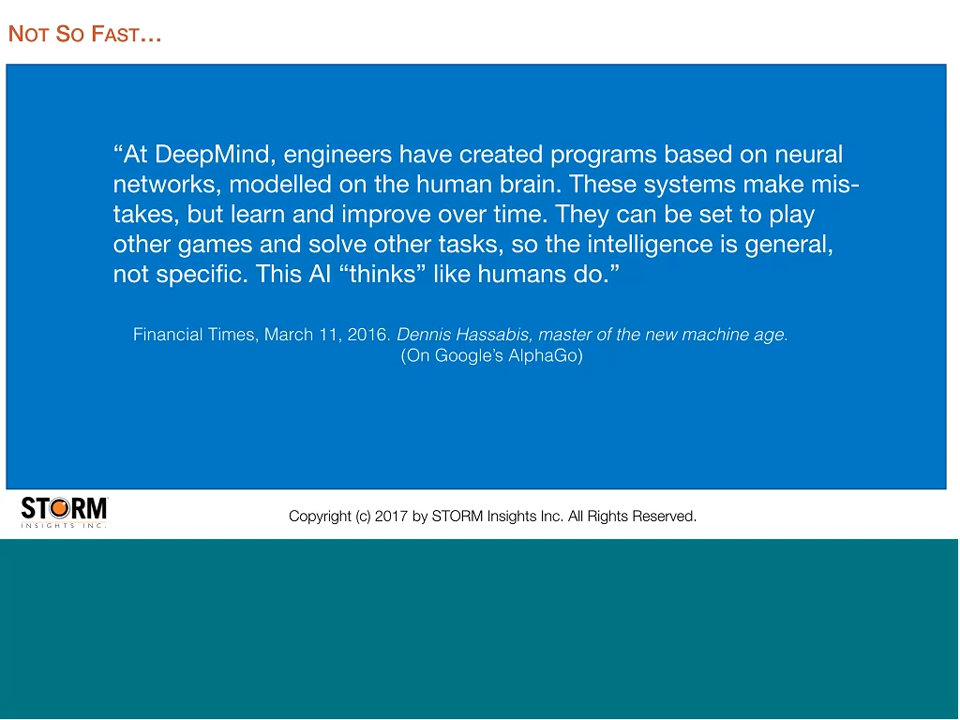 NOT SO FAST...
“At DeepMind, engineers have created programs based on neural
networks, modelled on the human brain. These systems make mis-
takes, but learn and improve over time. They can be set to play
other games and solve other tasks, so the intelligence is general,
not specific. This AI “thinks” like humans do.”
Financial Times, March 11, 2016. Dennis Hassabis, master of the new machine age.
(On Google’s AlphaGo)
STORM
INSIGHTS INC.
Copyright (c) 2017 by STORM Insights Inc. All Rights Reserved.